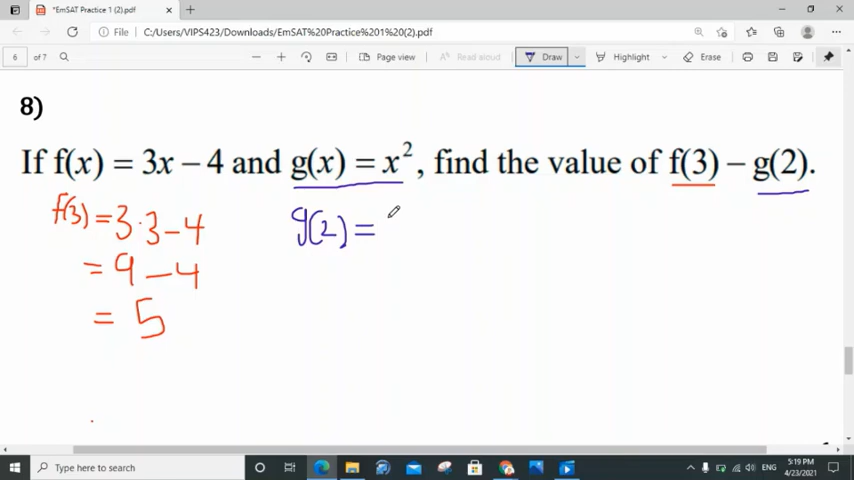 *EmSAT Practice 1 (2).pdf
File
C:/Users/VIPS423/Downloads/EmSAT%20Practice%201%20(2).pdf
6 of 7
Page view
Read aloud
Draw
Highlight
Erase
8)
If f(x) = 3x − 4 and g(x) = x², find the value of f(3) − g(2).
f(3) = 3·3 − 4
= 9 − 4
= 5
g(2) =
Type here to search
ENG
5:19 PM
4/23/2021